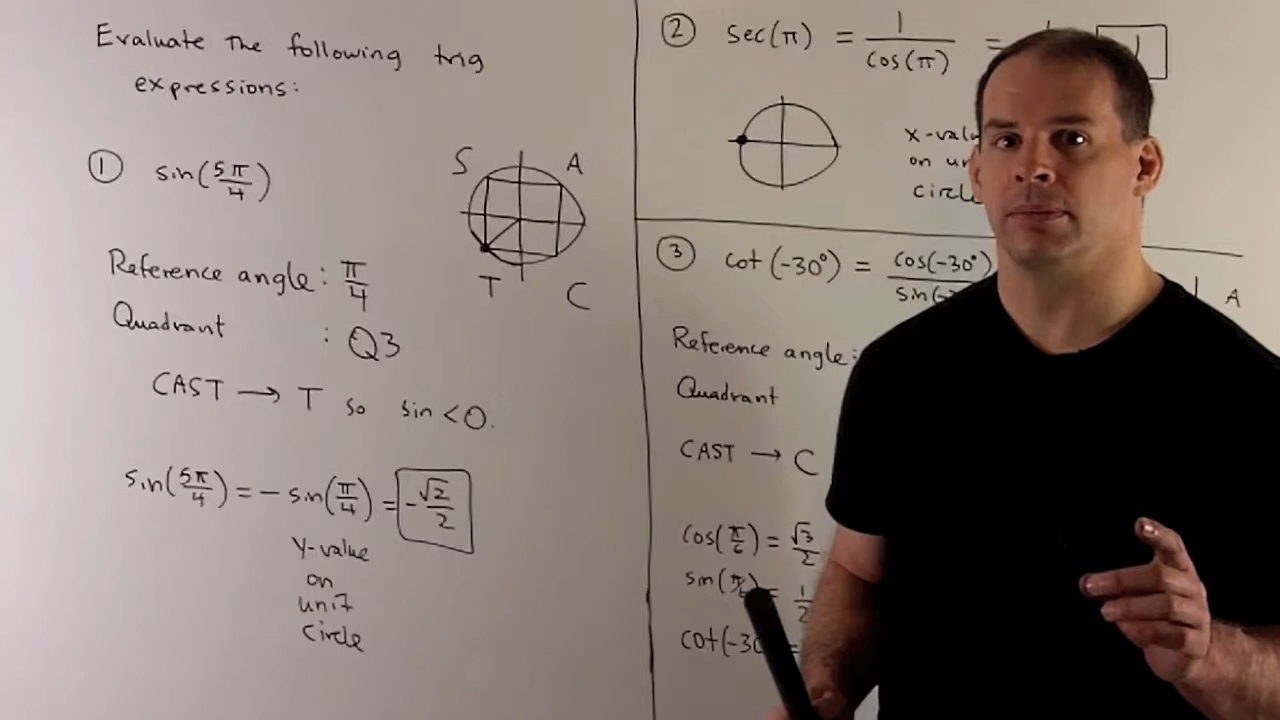 Evaluate the following trig
expressions:
① sin(5π/4)
S A
T C
Reference angle: π/4
Quadrant : Q3
CAST → T so sin < 0.
sin(5π/4) = - sin(π/4) = -√2/2
y-value
on
unit
circle
② sec(π) = 1/cos(π) =
x-valu
on un
circle
③ cot(-30°) = cos(-30°)/sin(-
A
Reference angle:
Quadrant
CAST → C
cos(π/6) = √3/2
sin(π/ = 1/2
cot(-30